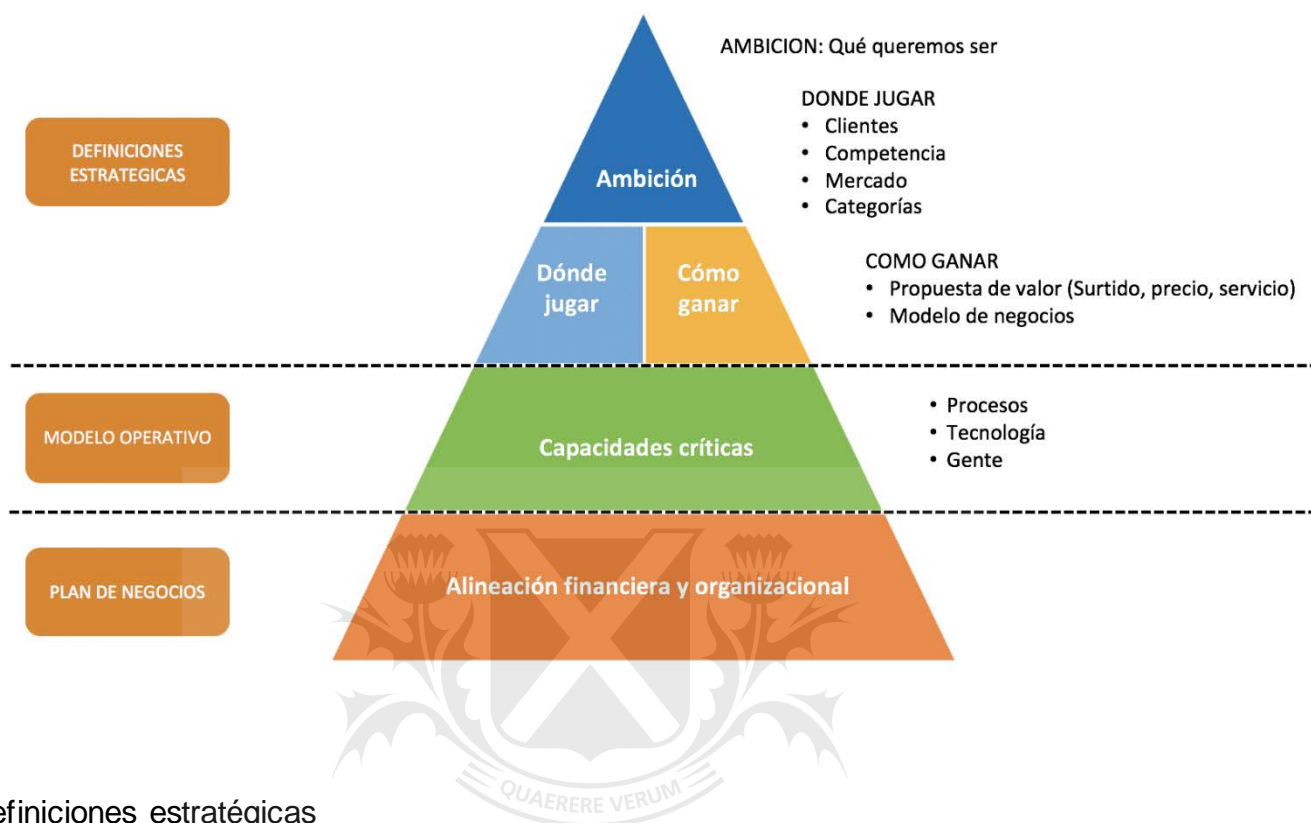 AMBICION: Qué queremos ser
DONDE JUGAR
• Clientes
• Competencia
• Mercado
• Categorías
DEFINICIONES
ESTRATEGICAS
Ambición
Dónde
jugar
Cómo
ganar
COMO GANAR
• Propuesta de valor (Surtido, precio, servicio)
• Modelo de negocios
MODELO OPERATIVO
Capacidades críticas
• Procesos
• Tecnología
• Gente
PLAN DE NEGOCIOS
Alineación financiera y organizacional
QUAERERE VERUM
efiniciones estratégicas